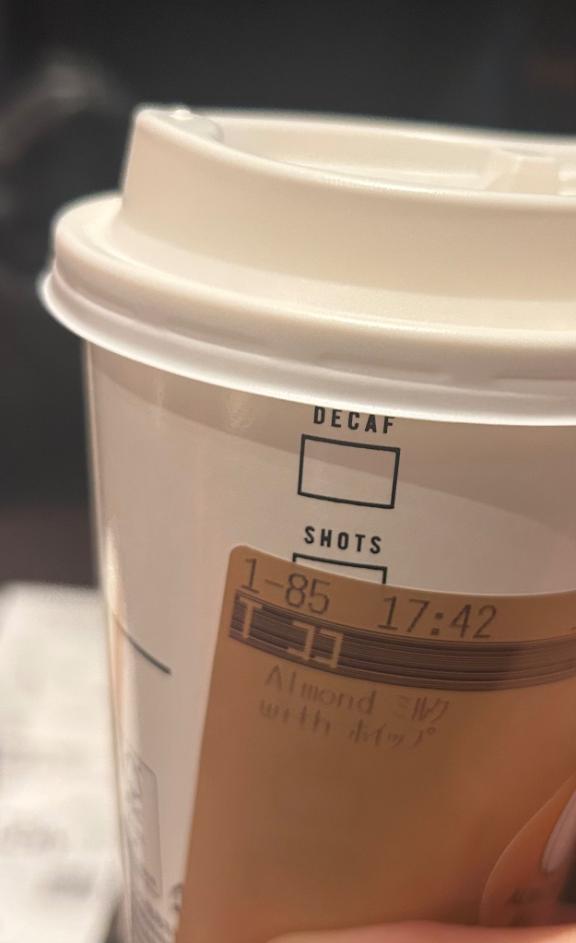 DECAF
SHOTS
1-85 17:42
T ココ
Almond ミルク
with ホイップ